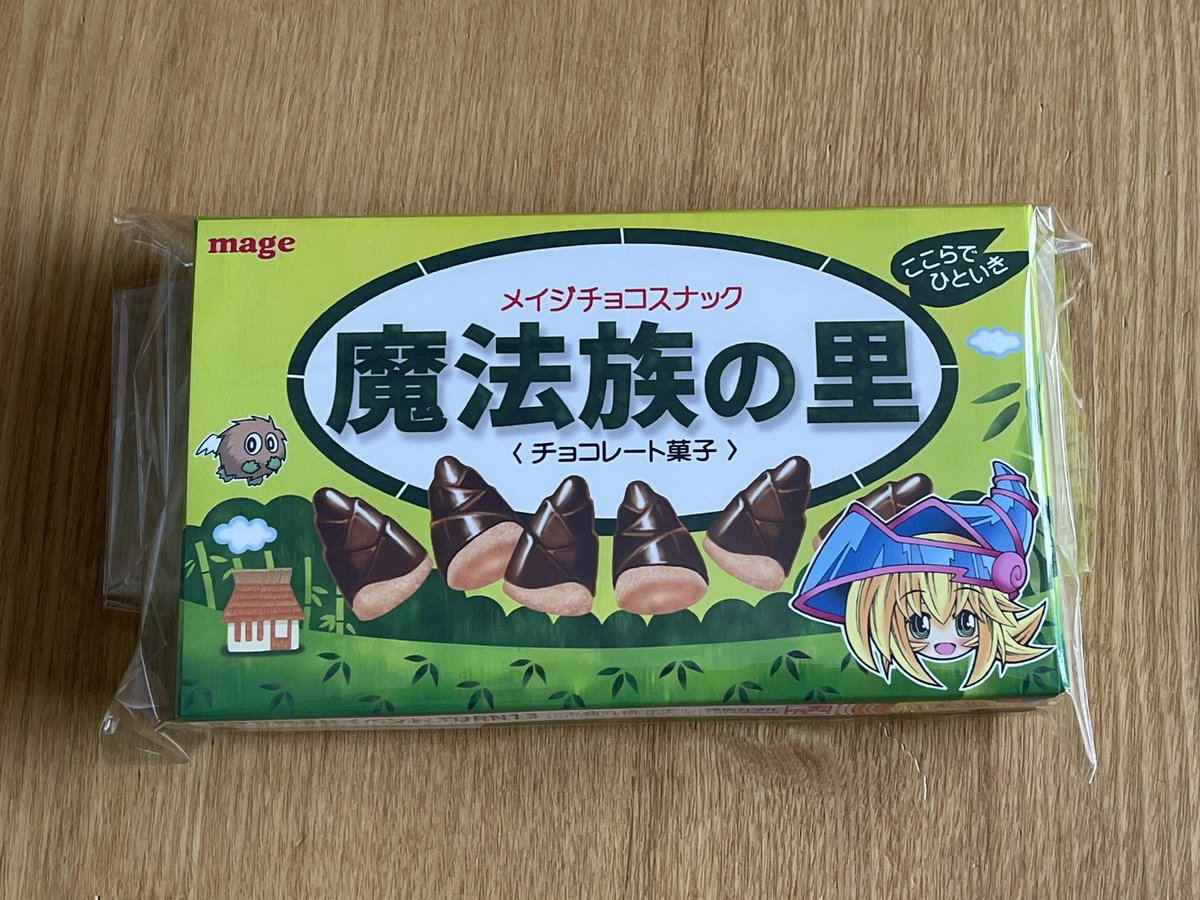 mage
ここらで
ひといき
メイジチョコスナック
魔法族の里
〈チョコレート菓子〉